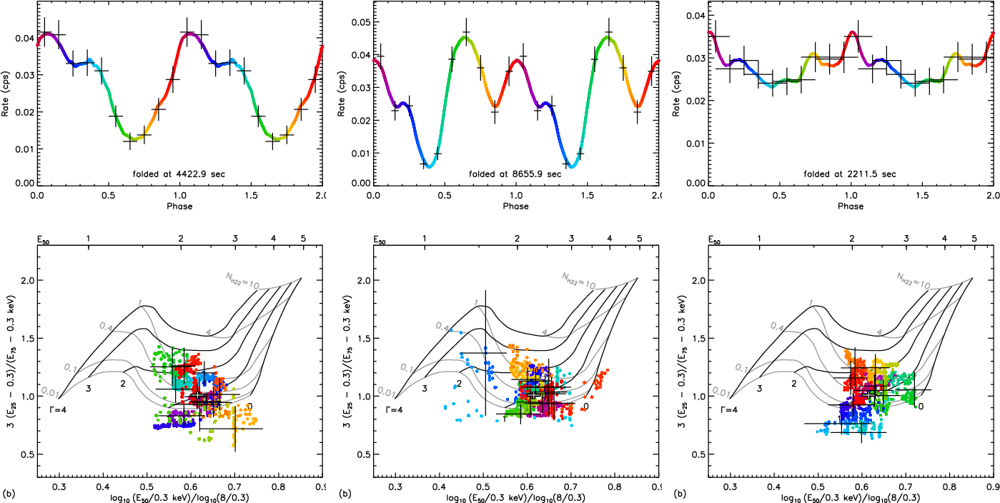 0.04
0.03
0.02
0.01
0.00
Rate (cps)
folded at 4422.9 sec
0.0 0.5 1.0 1.5 2.0
Phase
0.05
0.04
0.03
0.02
0.01
0.00
Rate (cps)
folded at 8655.9 sec
0.0 0.5 1.0 1.5 2.0
Phase
0.04
0.03
0.02
0.01
0.00
Rate (cps)
folded at 2211.5 sec
0.0 0.5 1.0 1.5 2.0
Phase
E50 1 2 3 4 5
2.0
1.5
1.0
0.5
3 (E25 − 0.3)/(E75 − 0.3 keV)
NH22=10
1
4
0.4
0.1
0.01
3 2
Γ=4
0
0.3 0.4 0.5 0.6 0.7 0.8 0.9
(b)
log10 (E50/0.3 keV)/log10(8/0.3)
E50 1 2 3 4 5
2.0
1.5
1.0
0.5
3 (E25 − 0.3)/(E75 − 0.3 keV)
NH22=10
1
4
0.4
0.1
0.01
3 2
Γ=4
0
0.3 0.4 0.5 0.6 0.7 0.8 0.9
(b)
log10 (E50/0.3 keV)/log10(8/0.3)
E50 1 2 3 4 5
2.0
1.5
1.0
0.5
3 (E25 − 0.3)/(E75 − 0.3 keV)
NH22=10
1
4
0.4
0.1
0.01
3 2
Γ=4
0
0.3 0.4 0.5 0.6 0.7 0.8 0.9
(b)
log10 (E50/0.3 keV)/log10(8/0.3)